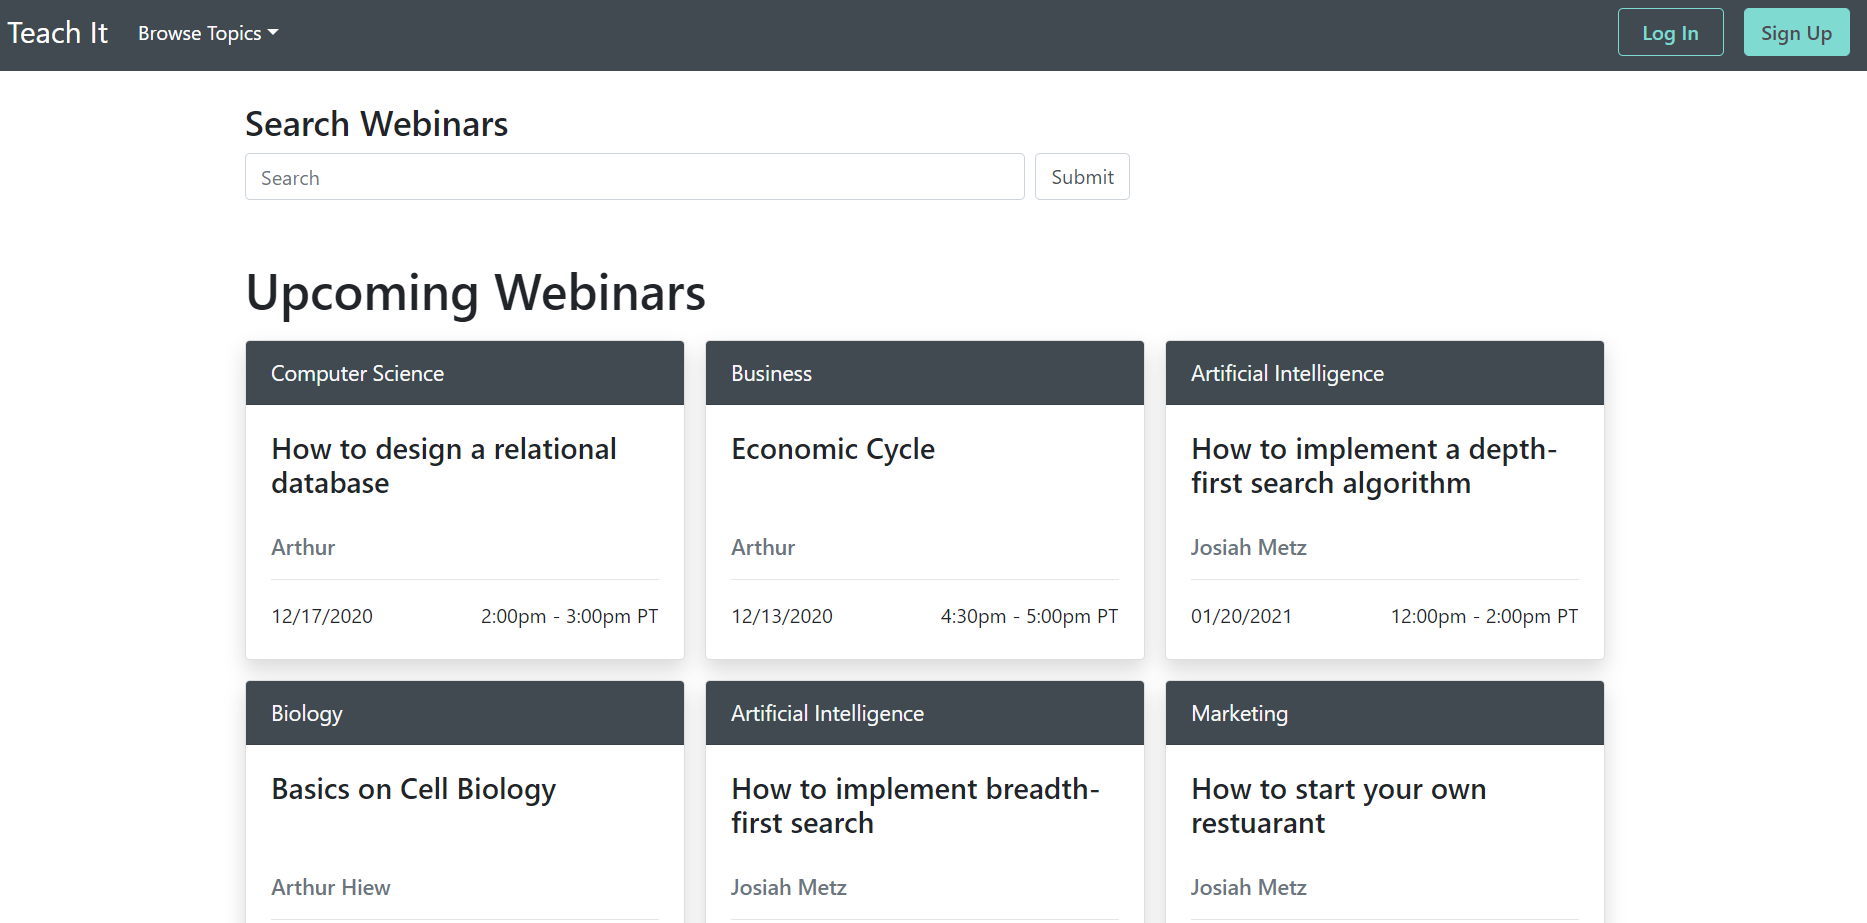 Teach It
Browse Topics
Log In
Sign Up
Search Webinars
Search
Submit
Upcoming Webinars
Computer Science
How to design a relational
database
Arthur
12/17/2020
2:00pm - 3:00pm PT
Business
Economic Cycle
Arthur
12/13/2020
4:30pm - 5:00pm PT
Artificial Intelligence
How to implement a depth-
first search algorithm
Josiah Metz
01/20/2021
12:00pm - 2:00pm PT
Biology
Basics on Cell Biology
Arthur Hiew
Artificial Intelligence
How to implement breadth-
first search
Josiah Metz
Marketing
How to start your own
restuarant
Josiah Metz